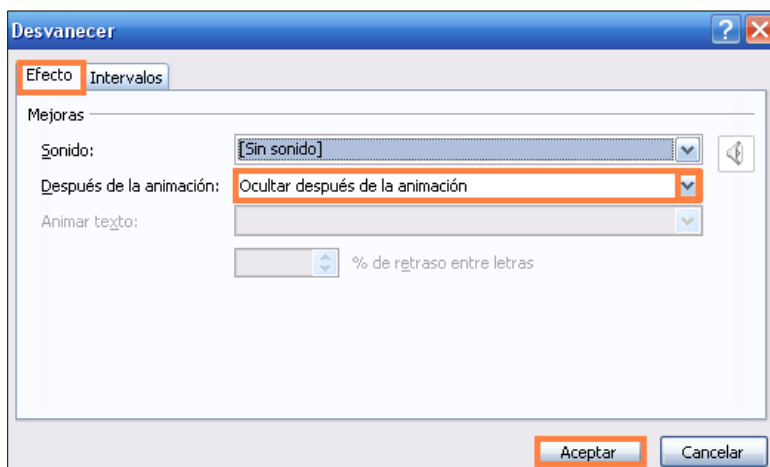 Desvanecer
Efecto Intervalos
Mejoras
Sonido: [Sin sonido]
Después de la animación: Ocultar después de la animación
Animar texto:
% de retraso entre letras
Aceptar Cancelar